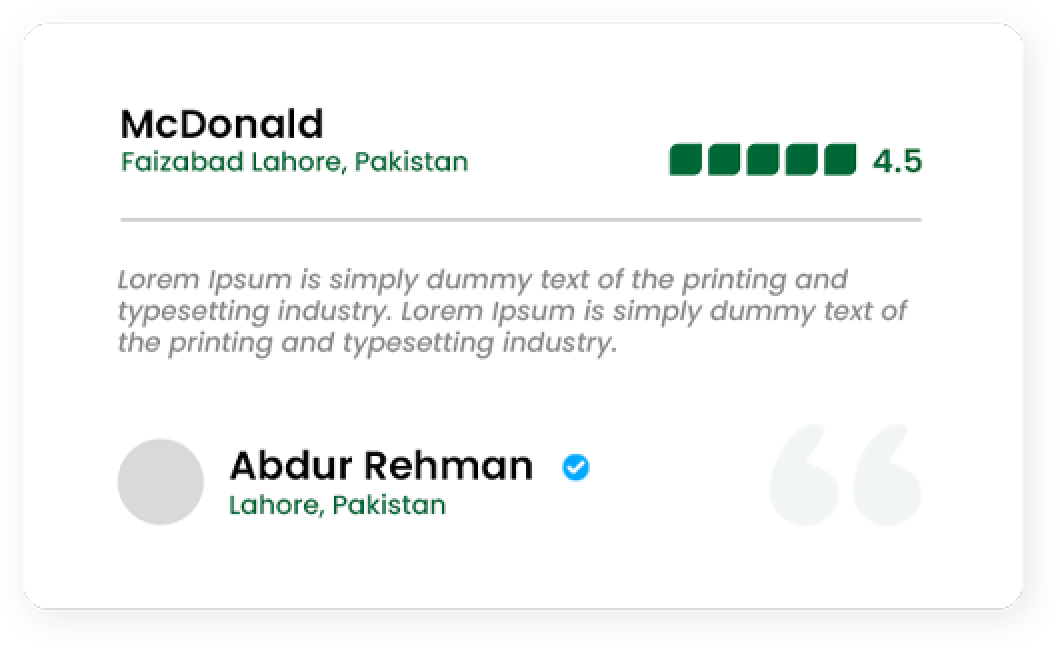 McDonald
Faizabad Lahore, Pakistan
4.5
Lorem Ipsum is simply dummy text of the printing and
typesetting industry. Lorem Ipsum is simply dummy text of
the printing and typesetting industry.
Abdur Rehman
Lahore, Pakistan
“